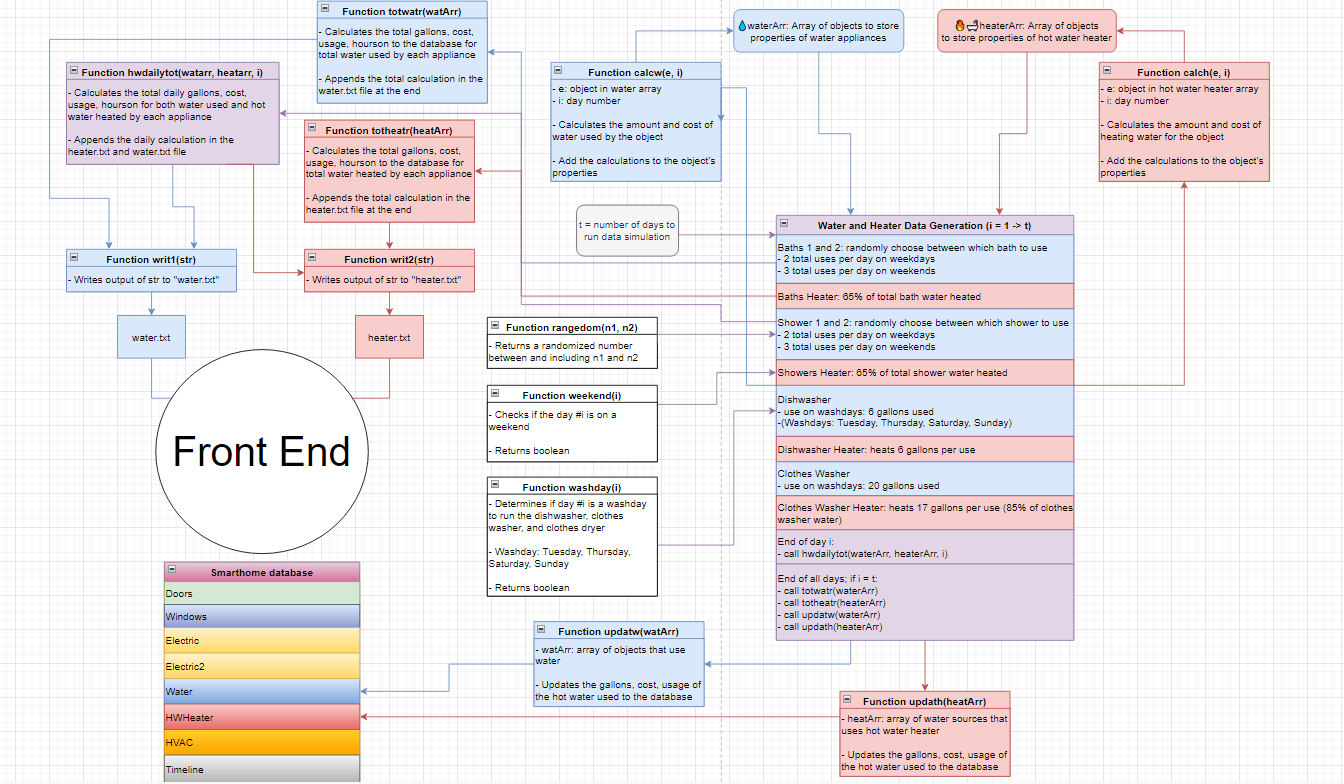 Function totwatr(watArr)
- Calculates the total gallons, cost,
usage, hourson to the database for
total water used by each appliance
- Appends the total calculation in the
water.txt file at the end
💧waterArr: Array of objects to store
properties of water appliances
🔥🛁heaterArr: Array of objects
to store properties of hot water heater
Function hwdailytot(watarr, heatarr, i)
- Calculates the total daily gallons, cost,
usage, hourson for both water used and hot
water heated by each appliance
- Appends the daily calculation in the
heater.txt and water.txt file
Function totheatr(heatArr)
- Calculates the total gallons, cost,
usage, hourson to the database for
total water heated by each appliance
- Appends the total calculation in the
heater.txt file at the end
Function calcw(e, i)
- e: object in water array
- i: day number
- Calculates the amount and cost of
water used by the object
- Add the calculations to the object's
properties
Function calch(e, i)
- e: object in hot water heater array
- i: day number
- Calculates the amount and cost of
heating water for the object
- Add the calculations to the object's
properties
t = number of days to
run data simulation
Function writ1(str)
- Writes output of str to "water.txt"
Function writ2(str)
- Writes output of str to "heater.txt"
water.txt
heater.txt
Front End
Function rangedom(n1, n2)
- Returns a randomized number
between and including n1 and n2
Function weekend(i)
- Checks if the day #i is on a
weekend
- Returns boolean
Function washday(i)
- Determines if day #i is a washday
to run the dishwasher, clothes
washer, and clothes dryer
- Washday: Tuesday, Thursday,
Saturday, Sunday
- Returns boolean
Water and Heater Data Generation (i = 1 -> t)
Baths 1 and 2: randomly choose between which bath to use
- 2 total uses per day on weekdays
- 3 total uses per day on weekends
Baths Heater: 65% of total bath water heated
Shower 1 and 2: randomly choose between which shower to use
- 2 total uses per day on weekdays
- 3 total uses per day on weekends
Showers Heater: 65% of total shower water heated
Dishwasher
- use on washdays: 6 gallons used
-(Washdays: Tuesday, Thursday, Saturday, Sunday)
Dishwasher Heater: heats 6 gallons per use
Clothes Washer
- use on washdays: 20 gallons used
Clothes Washer Heater: heats 17 gallons per use (85% of clothes
washer water)
End of day i:
- call hwdailytot(waterArr, heaterArr, i)
End of all days; if i = t:
- call totwatr(waterArr)
- call totheatr(heaterArr)
- call updatw(waterArr)
- call updath(heaterArr)
Smarthome database
Doors
Windows
Electric
Electric2
Water
HWHeater
HVAC
Timeline
Function updatw(watArr)
- watArr: array of objects that use
water
- Updates the gallons, cost, usage of
the hot water used to the database
Function updath(heatArr)
- heatArr: array of water sources that
uses hot water heater
- Updates the gallons, cost, usage of
the hot water used to the database